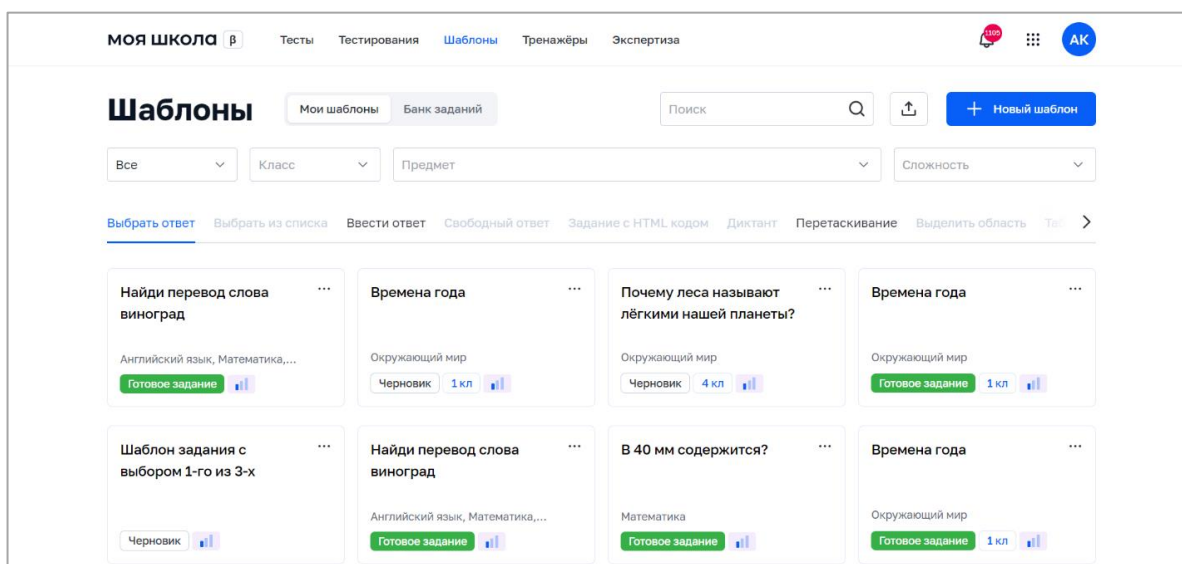 моя школа β Тесты Тестирования Шаблоны Тренажёры Экспертиза 1105 АК
Шаблоны Мои шаблоны Банк заданий Поиск Новый шаблон
Все Класс Предмет Сложность
Выбрать ответ Выбрать из списка Ввести ответ Свободный ответ Задание с HTML кодом Диктант Перетаскивание Выделить область
Найди перевод слова
виноград
Английский язык, Математика,...
Готовое задание
Времена года
Окружающий мир
Черновик 1 кл
Почему леса называют
лёгкими нашей планеты?
Окружающий мир
Черновик 4 кл
Времена года
Окружающий мир
Готовое задание 1 кл
Шаблон задания с
выбором 1-го из 3-х
Черновик
Найди перевод слова
виноград
Английский язык, Математика,...
Готовое задание
В 40 мм содержится?
Математика
Готовое задание
Времена года
Окружающий мир
Готовое задание 1 кл